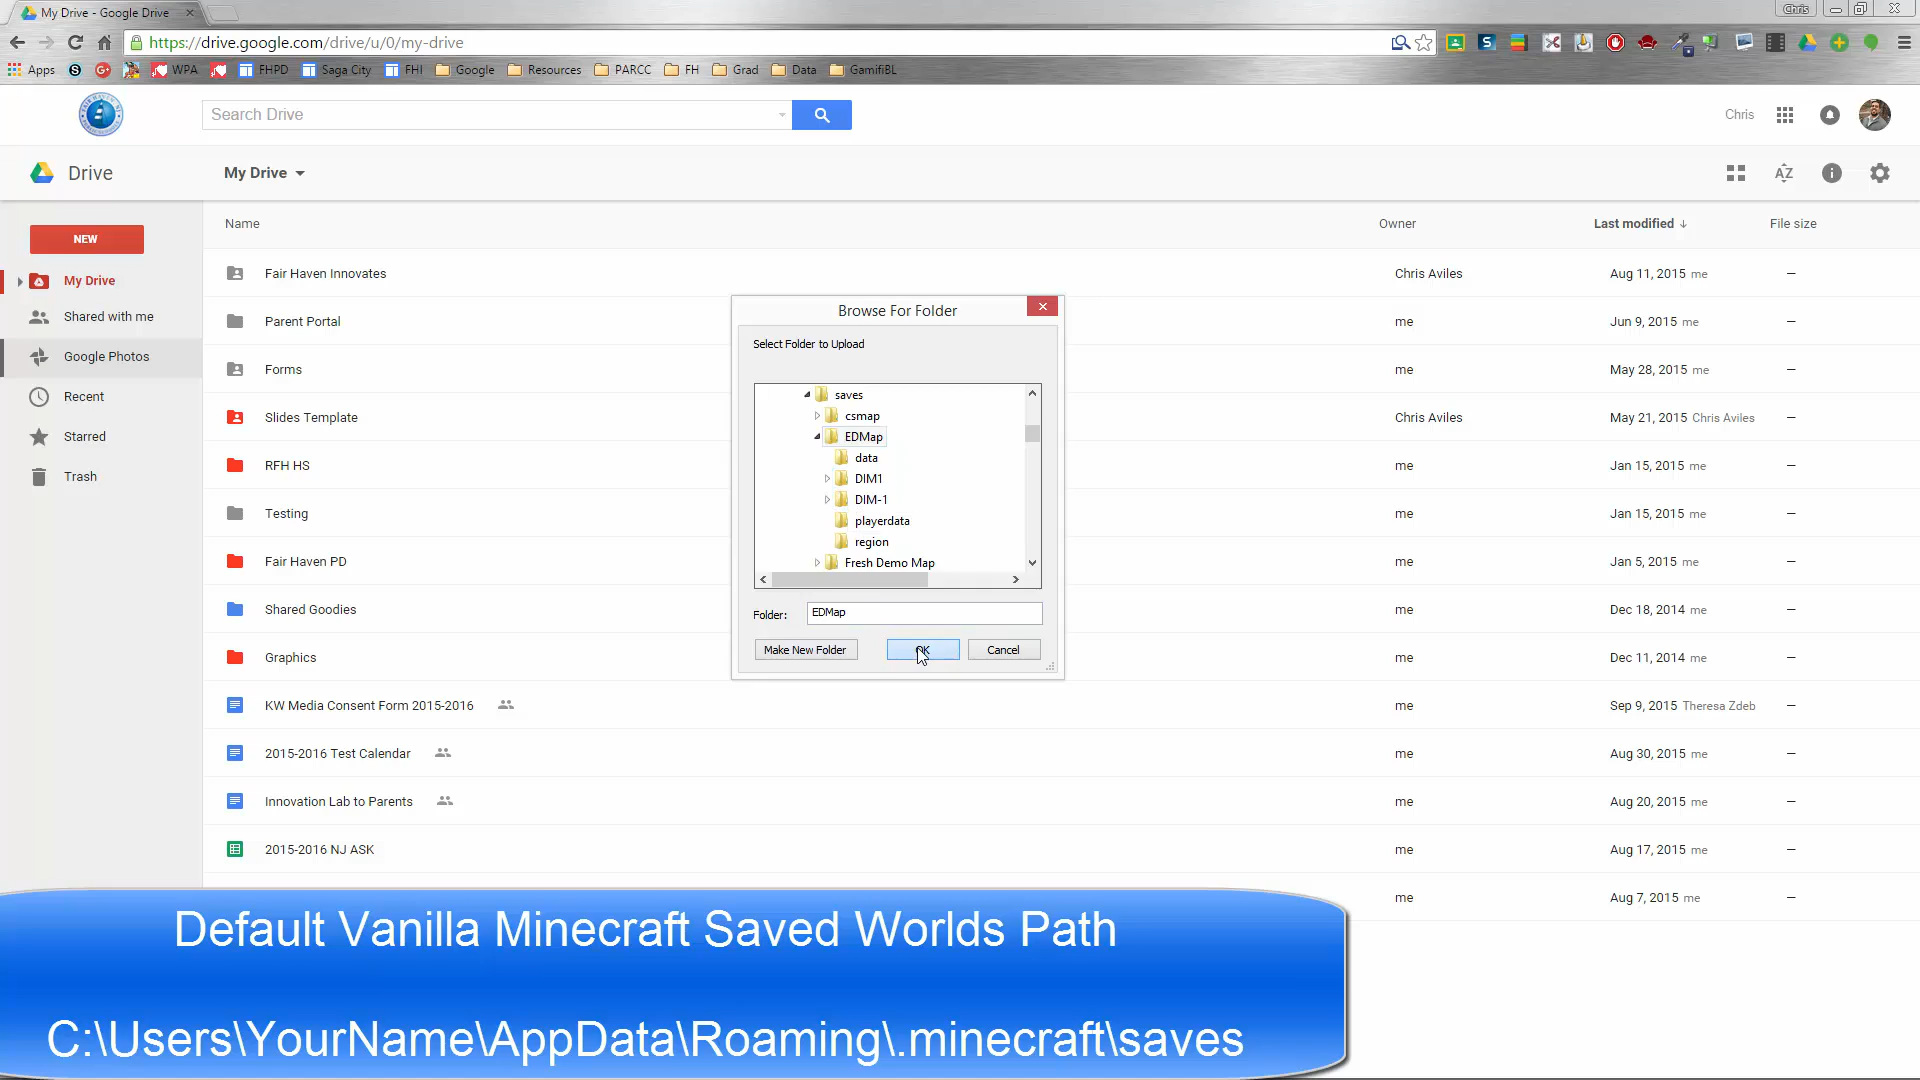 My Drive - Google Drive
Chris
https://drive.google.com/drive/u/0/my-drive
Apps WPA FHPD Saga City FHI Google Resources PARCC FH Grad Data GamifiBL
Search Drive
Chris
Drive
My Drive
AZ
NEW
My Drive
Shared with me
Google Photos
Recent
Starred
Trash
Name Owner Last modified File size
Fair Haven Innovates Chris Aviles Aug 11, 2015 me –
Parent Portal me Jun 9, 2015 me –
Forms me May 28, 2015 me –
Slides Template Chris Aviles May 21, 2015 Chris Aviles –
RFH HS me Jan 15, 2015 me –
Testing me Jan 15, 2015 me –
Fair Haven PD me Jan 5, 2015 me –
Shared Goodies me Dec 18, 2014 me –
Graphics me Dec 11, 2014 me –
KW Media Consent Form 2015-2016 me Sep 9, 2015 Theresa Zdeb –
2015-2016 Test Calendar me Aug 30, 2015 me –
Innovation Lab to Parents me Aug 20, 2015 me –
2015-2016 NJ ASK me Aug 17, 2015 me –
me Aug 7, 2015 me –
Browse For Folder
Select Folder to Upload
saves
csmap
EDMap
data
DIM1
DIM-1
playerdata
region
Fresh Demo Map
Folder: EDMap
Make New Folder OK Cancel
Default Vanilla Minecraft Saved Worlds Path
C:\Users\YourName\AppData\Roaming\.minecraft\saves